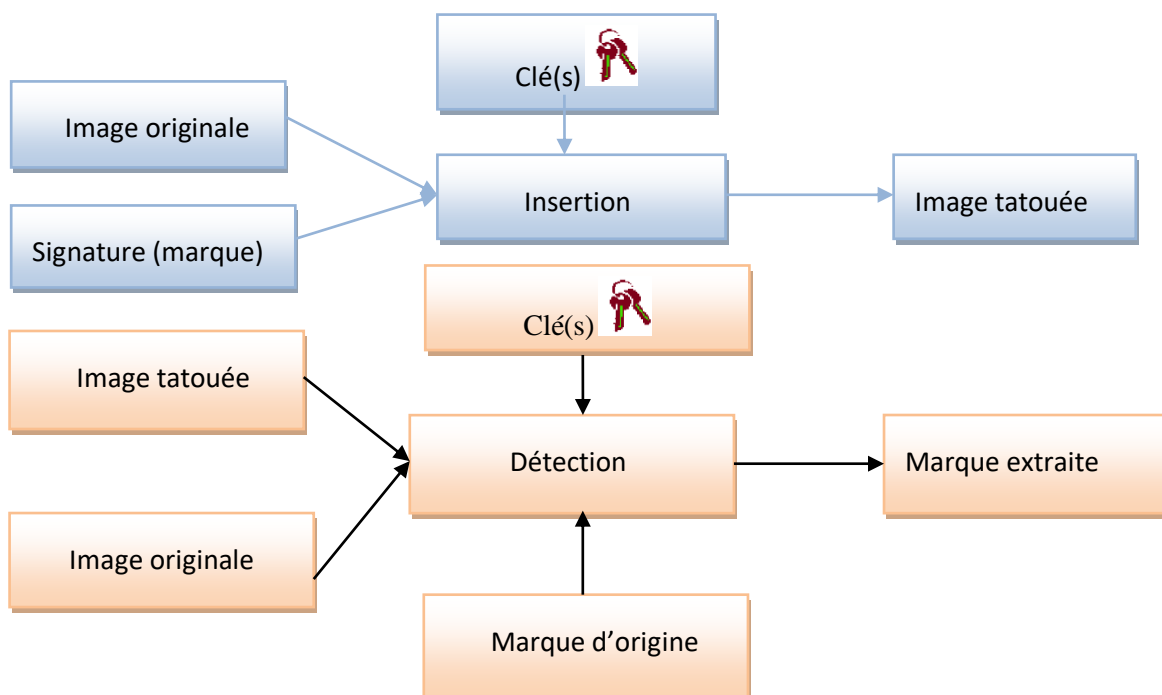 Clé(s)
Image originale
Insertion
Image tatouée
Signature (marque)
Clé(s)
Image tatouée
Détection
Marque extraite
Image originale
Marque d’origine